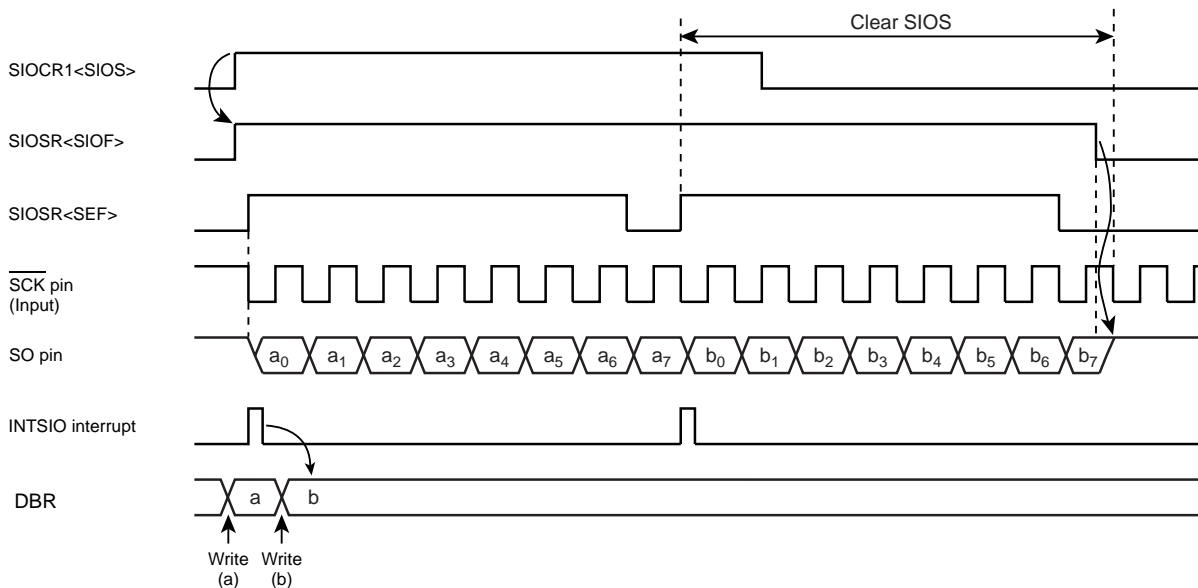 Clear SIOS
SIOCR1<SIOS>
SIOSR<SIOF>
SIOSR<SEF>
SCK pin
(Input)
SO pin
a0 a1 a2 a3 a4 a5 a6 a7 b0 b1 b2 b3 b4 b5 b6 b7
INTSIO interrupt
DBR
a b
Write Write
(a) (b)